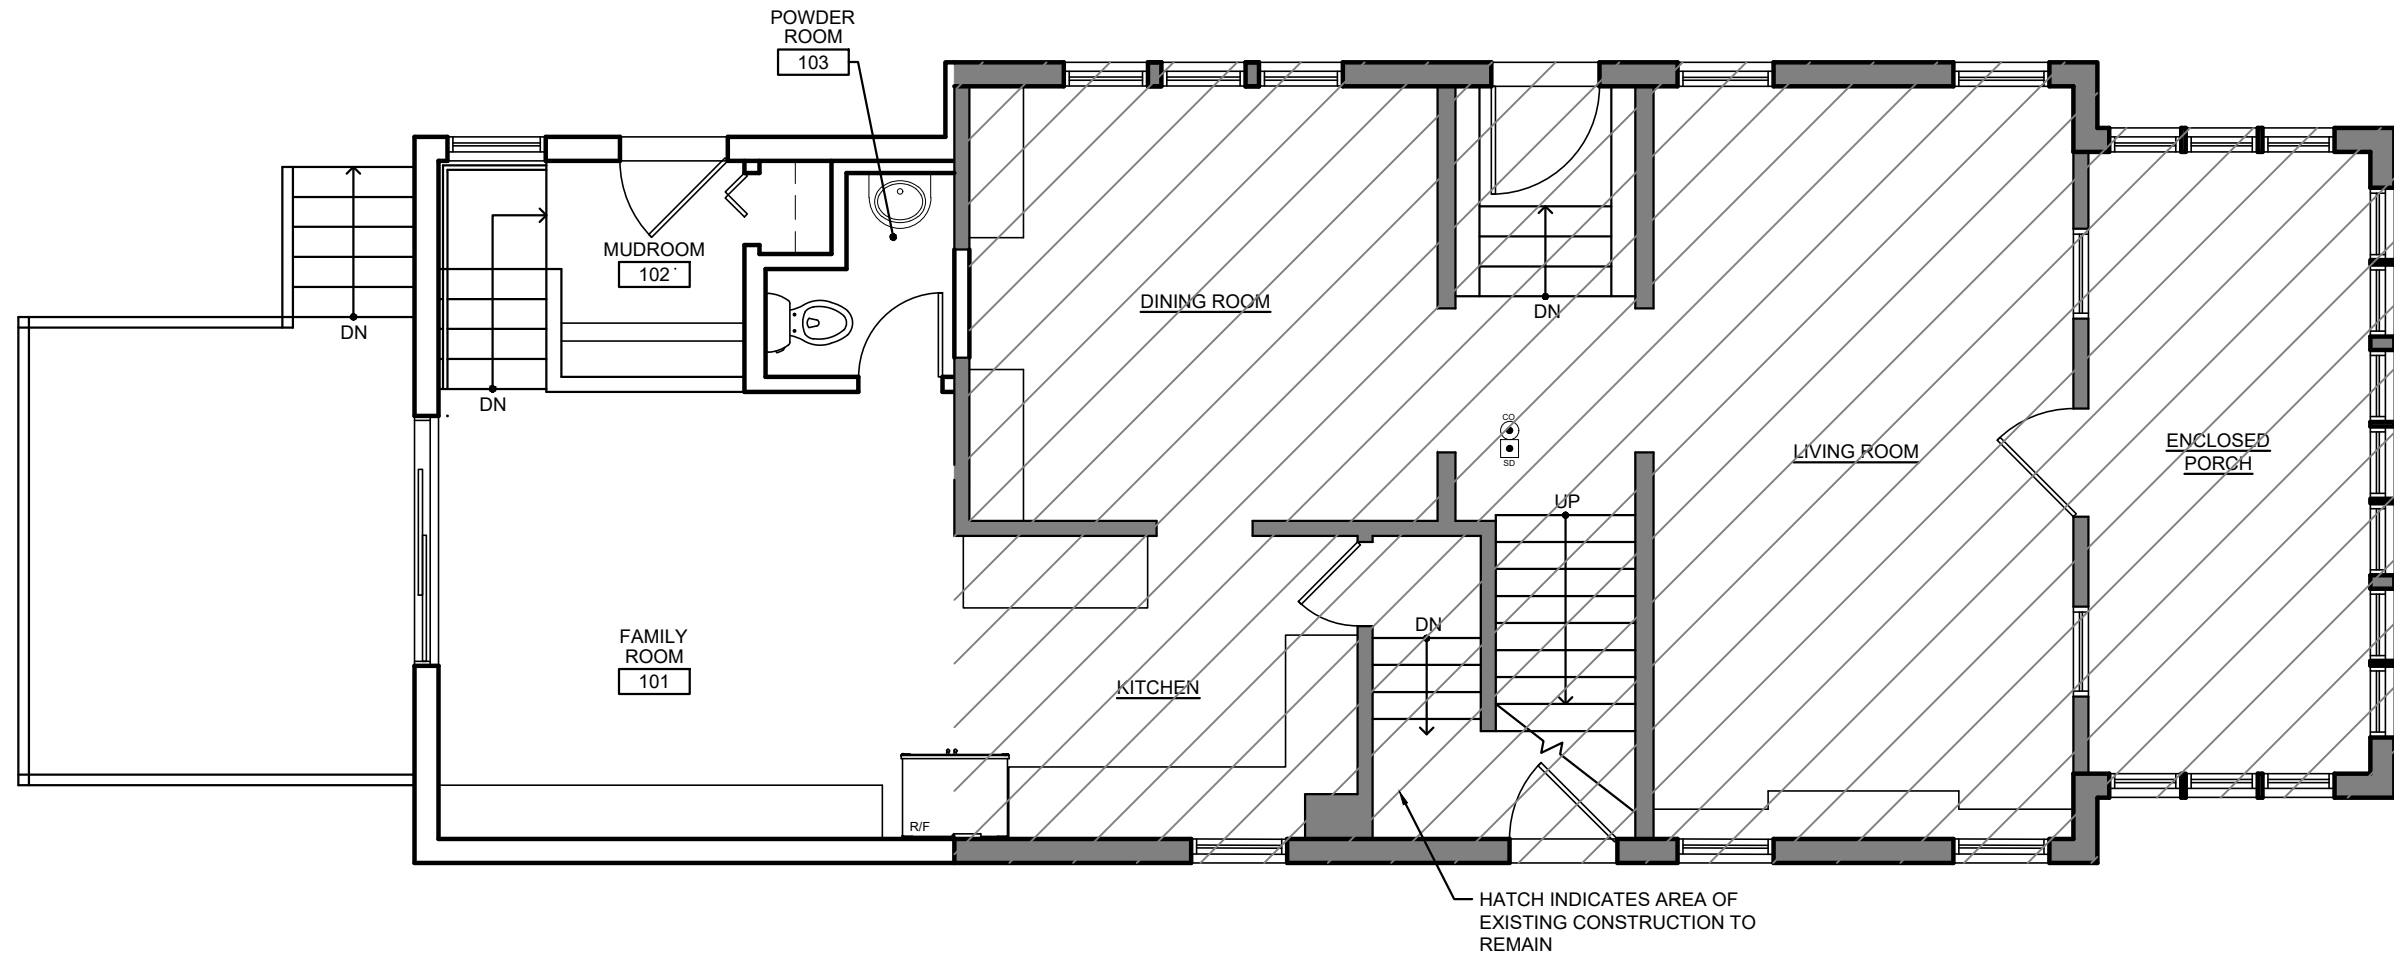 POWDER
ROOM
103
MUDROOM
102
DN
DN
DINING ROOM
DN
CO
SD
LIVING ROOM
ENCLOSED
PORCH
UP
DN
FAMILY
ROOM
101
KITCHEN
R/F
HATCH INDICATES AREA OF
EXISTING CONSTRUCTION TO
REMAIN